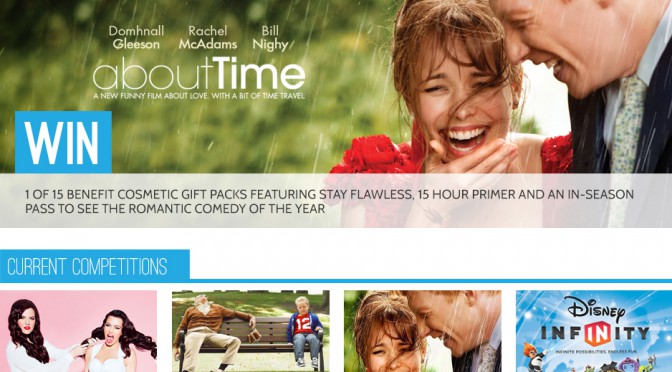 Domhnall Rachel Bill
Gleeson McAdams Nighy
aboutTime
A NEW FUNNY FILM ABOUT LOVE. WITH A BIT OF TIME TRAVEL.
WIN
1 OF 15 BENEFIT COSMETIC GIFT PACKS FEATURING STAY FLAWLESS, 15 HOUR PRIMER AND AN IN-SEASON
PASS TO SEE THE ROMANTIC COMEDY OF THE YEAR
CURRENT COMPETITIONS
12
Disney
INFINITY
INFINITE POSSIBILITIES. ENDLESS FUN.